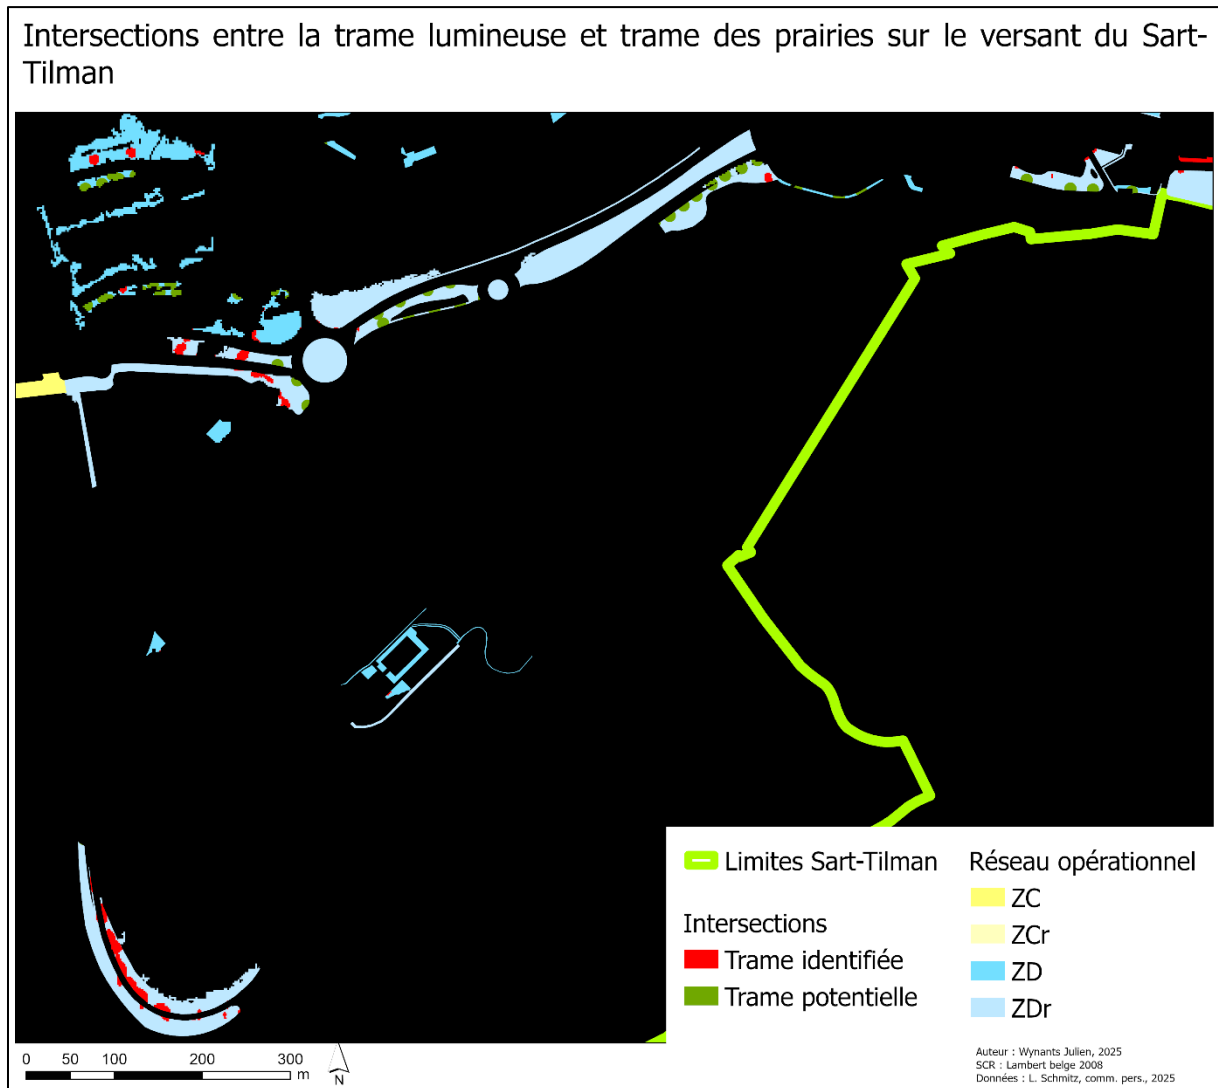 Intersections entre la trame lumineuse et trame des prairies sur le versant du Sart-
Tilman
Limites Sart-Tilman
Intersections
Trame identifiée
Trame potentielle
Réseau opérationnel
ZC
ZCr
ZD
ZDr
0 50 100 200 300
m
N
Auteur : Wynants Julien, 2025
SCR : Lambert belge 2008
Données : L. Schmitz, comm. pers., 2025